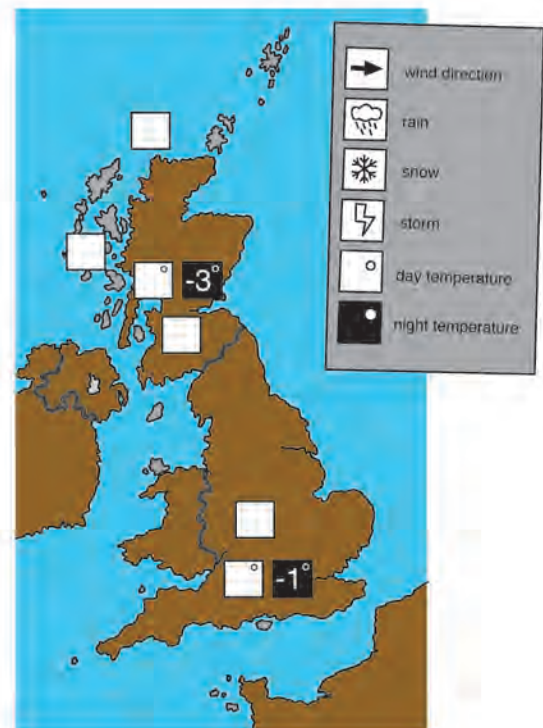 wind direction
rain
snow
storm
day temperature
night temperature
-3°
-1°